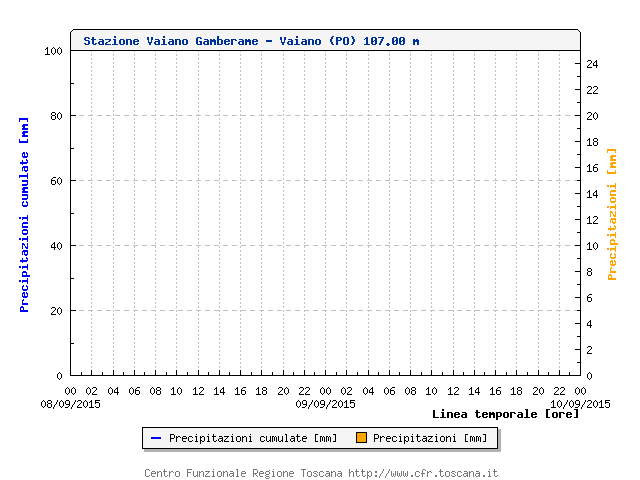 Stazione Vaiano Gamberame - Vaiano (PO) 107.00 m
Precipitazioni cumulate [mm]
100
80
60
40
20
0
24
22
20
18
16
14
12
10
8
6
4
2
0
Precipitazioni [mm]
00 02 04 06 08 10 12 14 16 18 20 22 00 02 04 06 08 10 12 14 16 18 20 22 00
08/09/2015 09/09/2015 10/09/2015
Linea temporale [ore]
Precipitazioni cumulate [mm] Precipitazioni [mm]
Centro Funzionale Regione Toscana http://www.cfr.toscana.it